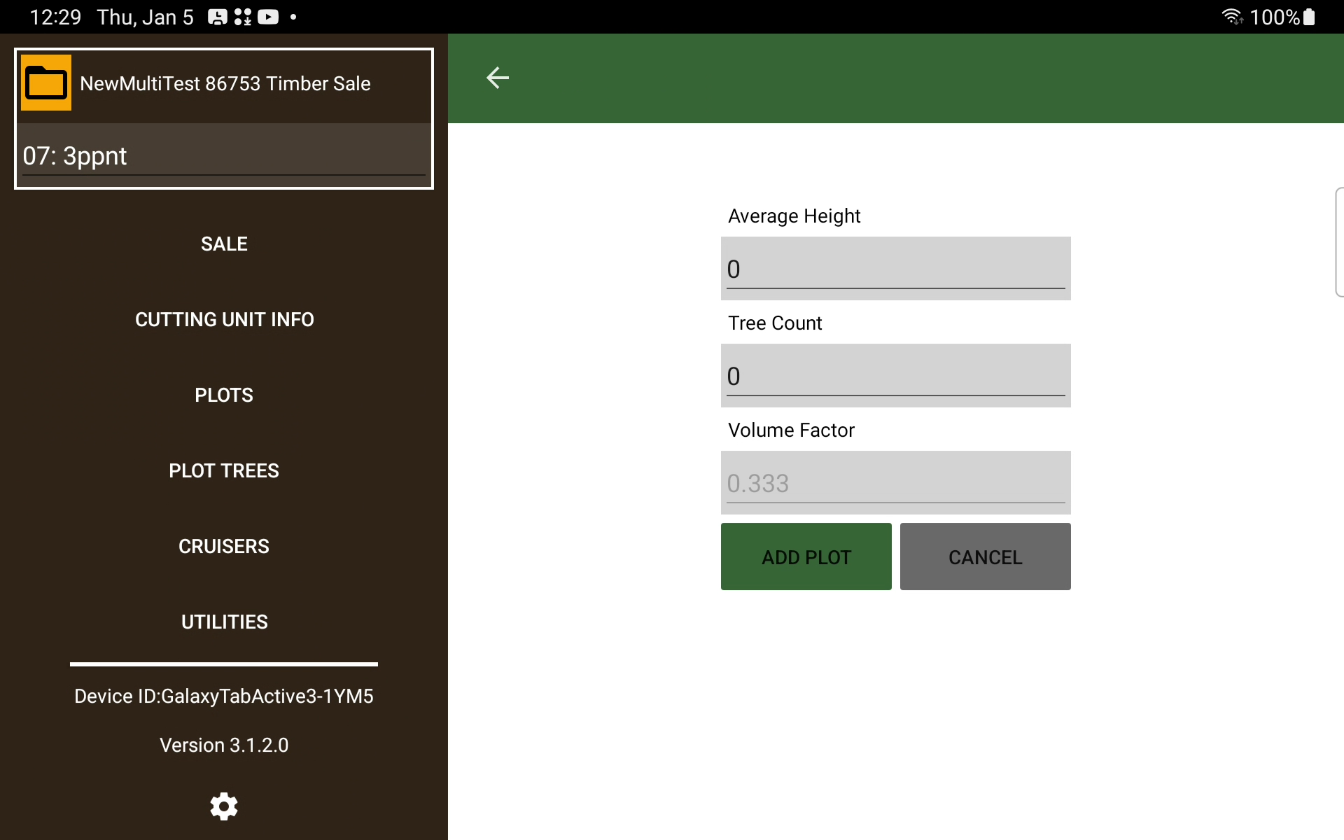 12:29 Thu, Jan 5
100%
NewMultiTest 86753 Timber Sale
07: 3ppnt
SALE
CUTTING UNIT INFO
PLOTS
PLOT TREES
CRUISERS
UTILITIES
Device ID:GalaxyTabActive3-1YM5
Version 3.1.2.0
Average Height
0
Tree Count
0
Volume Factor
0.333
ADD PLOT CANCEL